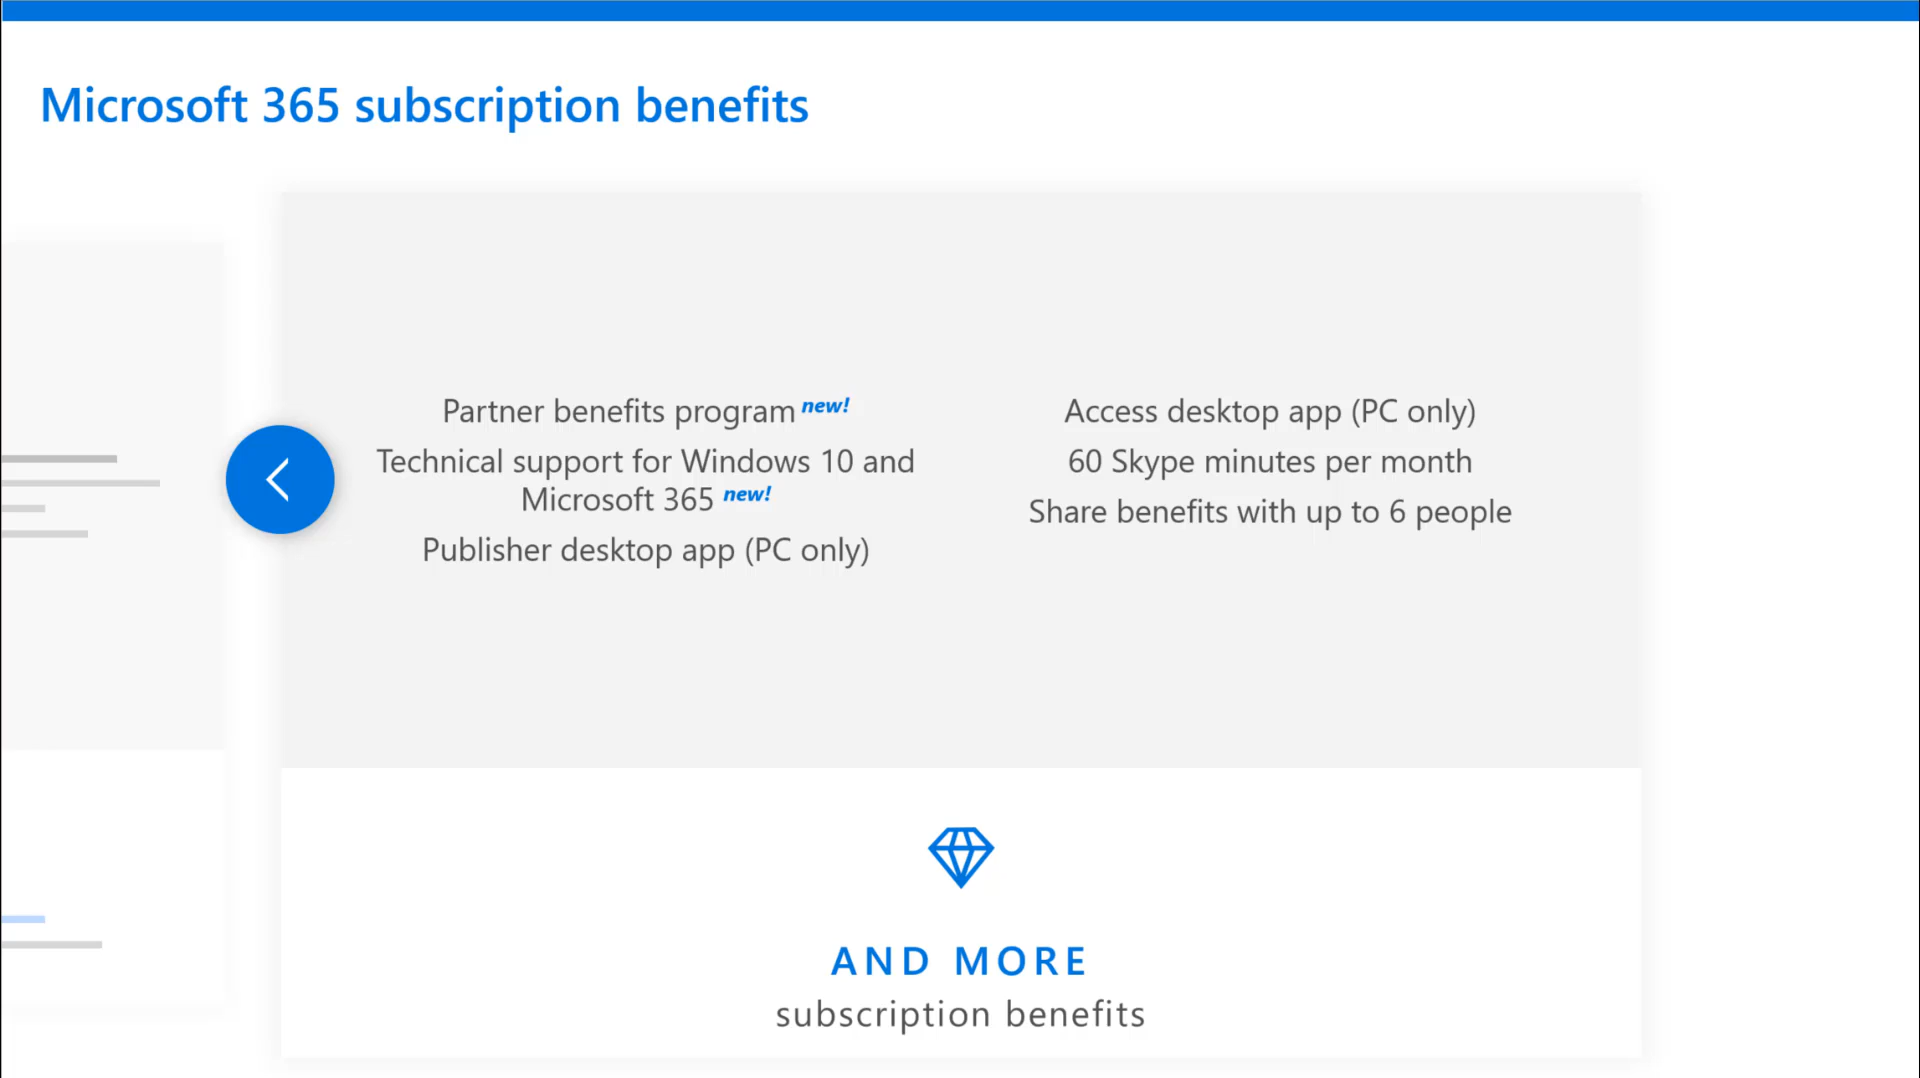 Microsoft 365 subscription benefits
Partner benefits program new!
Technical support for Windows 10 and
Microsoft 365 new!
Publisher desktop app (PC only)
Access desktop app (PC only)
60 Skype minutes per month
Share benefits with up to 6 people
AND MORE
subscription benefits